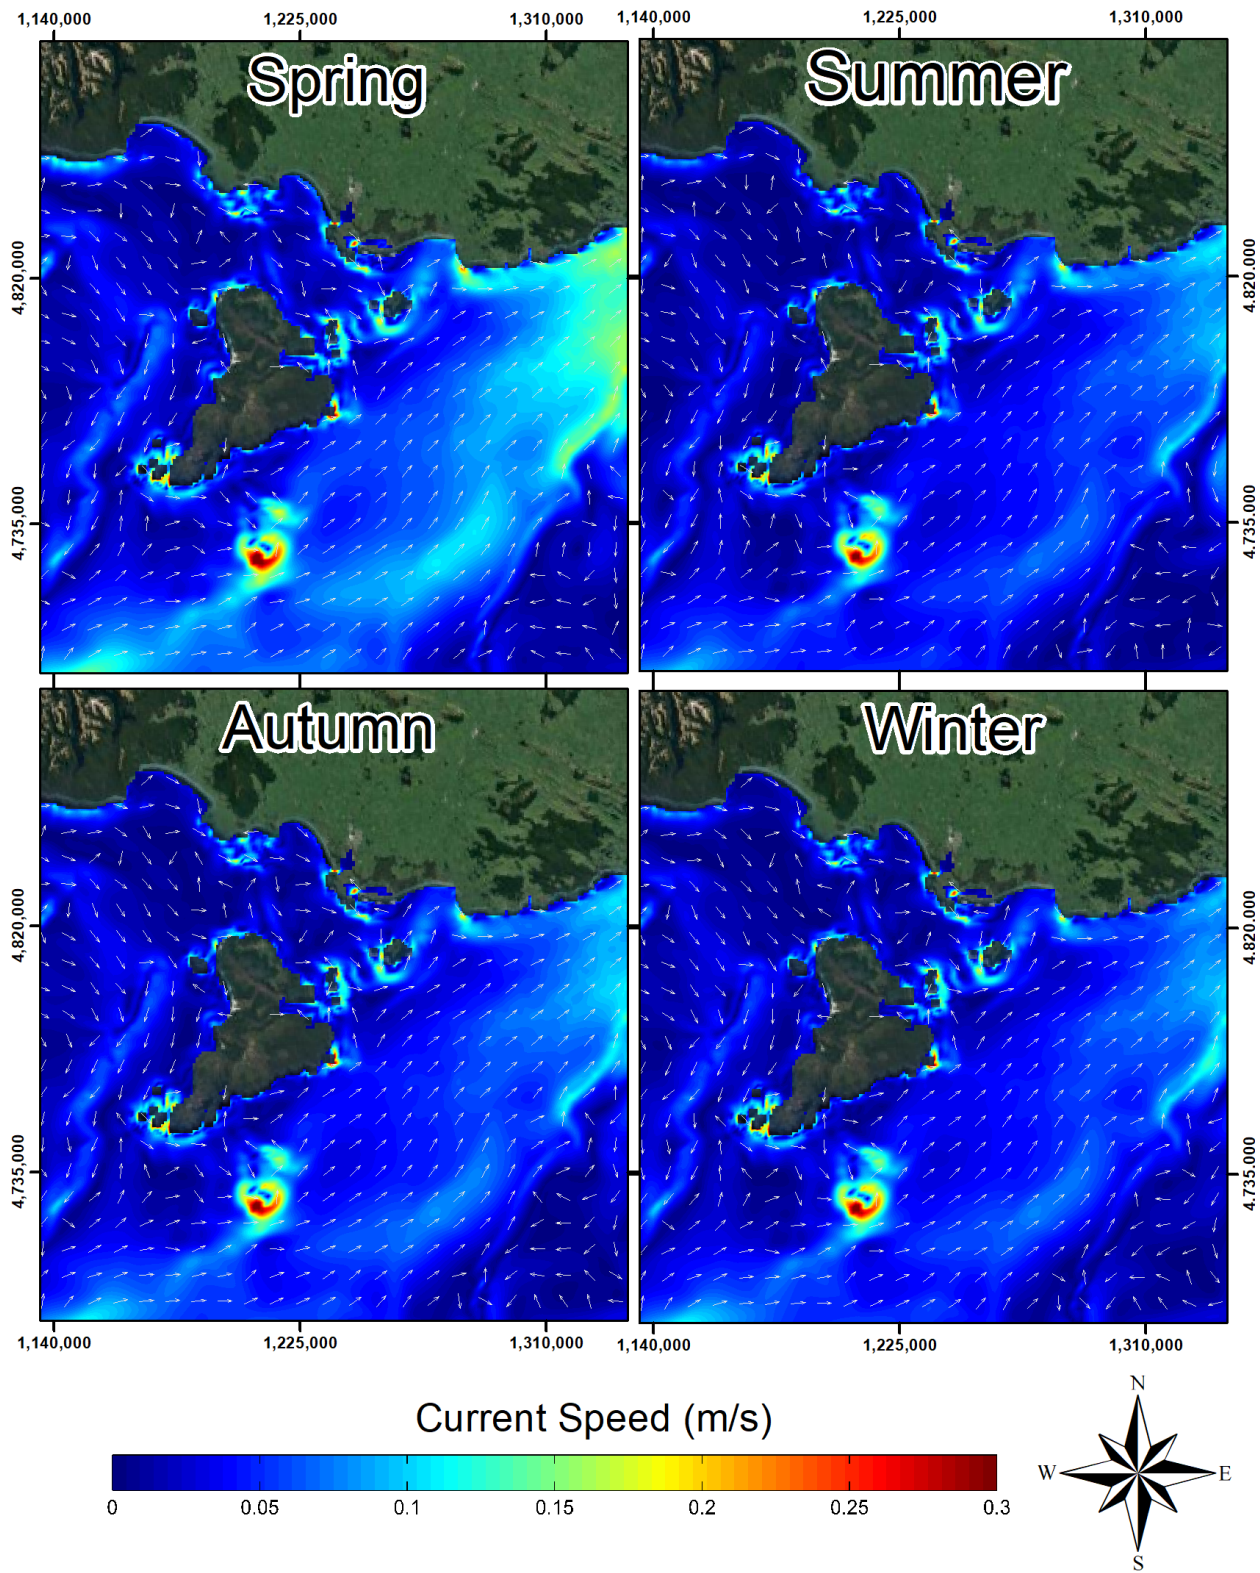 1,140,000 1,225,000 1,310,000 1,140,000 1,225,000 1,310,000
Spring Summer
4,820,000 4,820,000
4,735,000 4,735,000
Autumn Winter
4,820,000 4,820,000
4,735,000 4,735,000
1,140,000 1,225,000 1,310,000 1,140,000 1,225,000 1,310,000
Current Speed (m/s)
0 0.05 0.1 0.15 0.2 0.25 0.3
N
W E
S